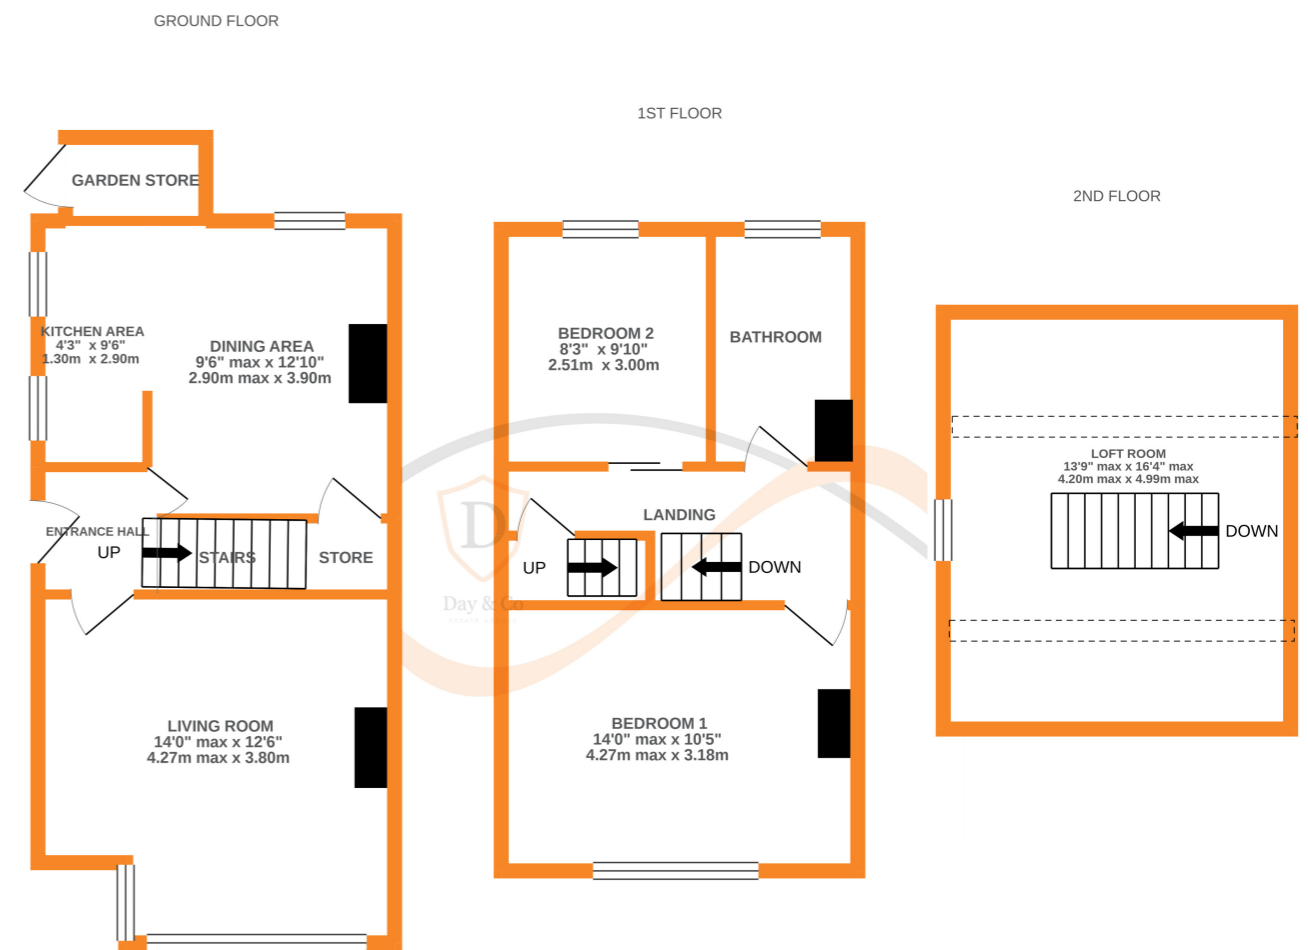 GROUND FLOOR
GARDEN STORE
KITCHEN AREA
4'3" x 9'6"
1.30m x 2.90m
DINING AREA
9'6" max x 12'10"
2.90m max x 3.90m
ENTRANCE HALL
UP
STAIRS
STORE
LIVING ROOM
14'0" max x 12'6"
4.27m max x 3.80m
1ST FLOOR
BEDROOM 2
8'3" x 9'10"
2.51m x 3.00m
BATHROOM
LANDING
UP
DOWN
BEDROOM 1
14'0" max x 10'5"
4.27m max x 3.18m
D
Day & Co
2ND FLOOR
LOFT ROOM
13'9" max x 16'4" max
4.20m max x 4.99m max
DOWN